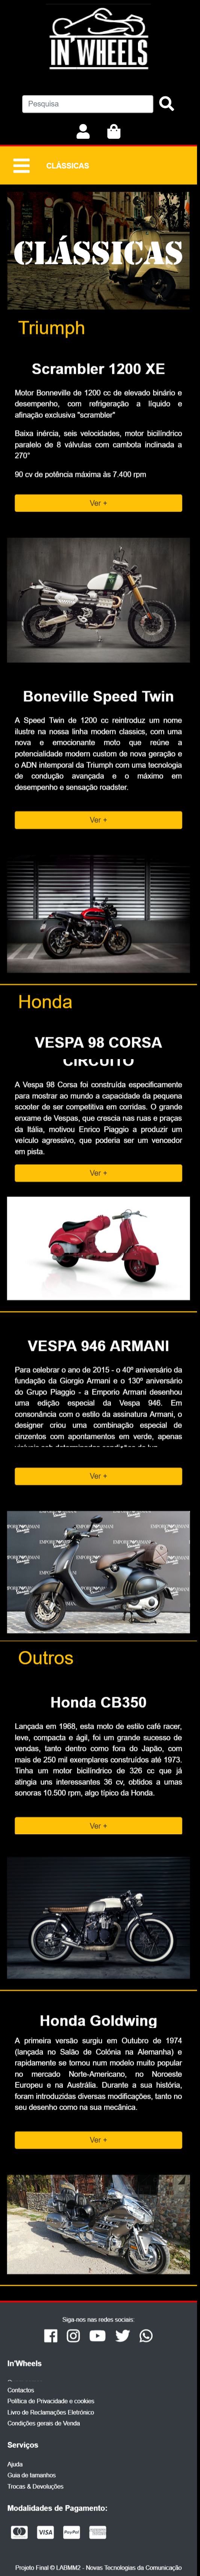 IN'WHEELS
Pesquisa
CLÁSSICAS
CLÁSSICAS
Triumph
Scrambler 1200 XE
Motor Bonneville de 1200 cc de elevado binário e
desempenho, com refrigeração a líquido e
afinação exclusiva "scrambler"
Baixa inércia, seis velocidades, motor bicilíndrico
paralelo de 8 válvulas com cambota inclinada a
270°
90 cv de potência máxima às 7.400 rpm
Ver +
Boneville Speed Twin
A Speed Twin de 1200 cc reintroduz um nome
ilustre na nossa linha modern classics, com uma
nova e emocionante moto que reúne a
potencialidade modern custom de nova geração e
o ADN intemporal da Triumph com uma tecnologia
de condução avançada e o máximo em
desempenho e sensação roadster.
Ver +
Honda
VESPA 98 CORSA
CIRCUITO
A Vespa 98 Corsa foi construída especificamente
para mostrar ao mundo a capacidade da pequena
scooter de ser competitiva em corridas. O grande
enxame de Vespas, que crescia nas ruas e praças
da Itália, motivou Enrico Piaggio a produzir um
veículo agressivo, que poderia ser um vencedor
em pista.
Ver +
VESPA 946 ARMANI
Para celebrar o ano de 2015 - o 40º aniversário da
fundação da Giorgio Armani e o 130º aniversário
do Grupo Piaggio - a Emporio Armani desenhou
uma edição especial da Vespa 946. Em
consonância com o estilo da assinatura Armani, o
designer criou uma combinação especial de
cinzentos com apontamentos em verde, apenas
visíveis sob determinadas condições de luz.
Ver +
EMPORIO ARMANI
Outros
Honda CB350
Lançada em 1968, esta moto de estilo café racer,
leve, compacta e ágil, foi um grande sucesso de
vendas, tanto dentro como fora do Japão, com
mais de 250 mil exemplares construídos até 1973.
Tinha um motor bicilíndrico de 326 cc que já
atingia uns interessantes 36 cv, obtidos a umas
sonoras 10.500 rpm, algo típico da Honda.
Ver +
Honda Goldwing
A primeira versão surgiu em Outubro de 1974
(lançada no Salão de Colónia na Alemanha) e
rapidamente se tornou num modelo muito popular
no mercado Norte-Americano, no Noroeste
Europeu e na Austrália. Durante a sua história,
foram introduzidas diversas modificações, tanto no
seu desenho como na sua mecânica.
Ver +
Siga-nos nas redes sociais:
In'Wheels
Contactos
Política de Privacidade e cookies
Livro de Reclamações Eletrónico
Condições gerais de Venda
Serviços
Ajuda
Guia de tamanhos
Trocas & Devoluções
Modalidades de Pagamento:
VISA
PayPal
Projeto Final © LABMM2 - Novas Tecnologias da Comunicação